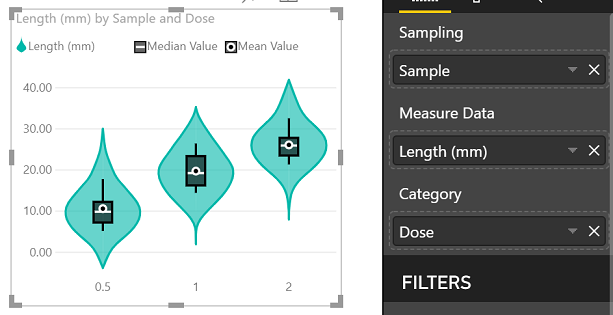 Length (mm) by Sample and Dose
Length (mm) Median Value Mean Value
40.00
30.00
20.00
10.00
0.00
0.5 1 2
Sampling
Sample
Measure Data
Length (mm)
Category
Dose
FILTERS